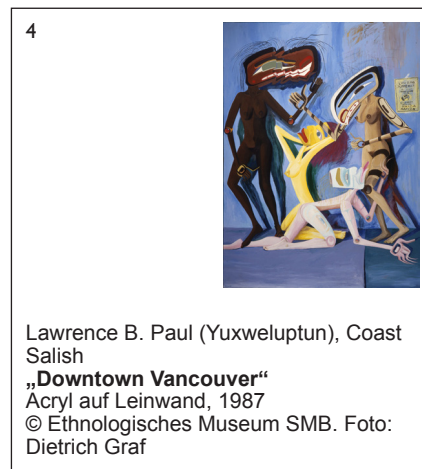 4
Lawrence B. Paul (Yuxweluptun), Coast
Salish
„Downtown Vancouver“
Acryl auf Leinwand, 1987
© Ethnologisches Museum SMB. Foto:
Dietrich Graf